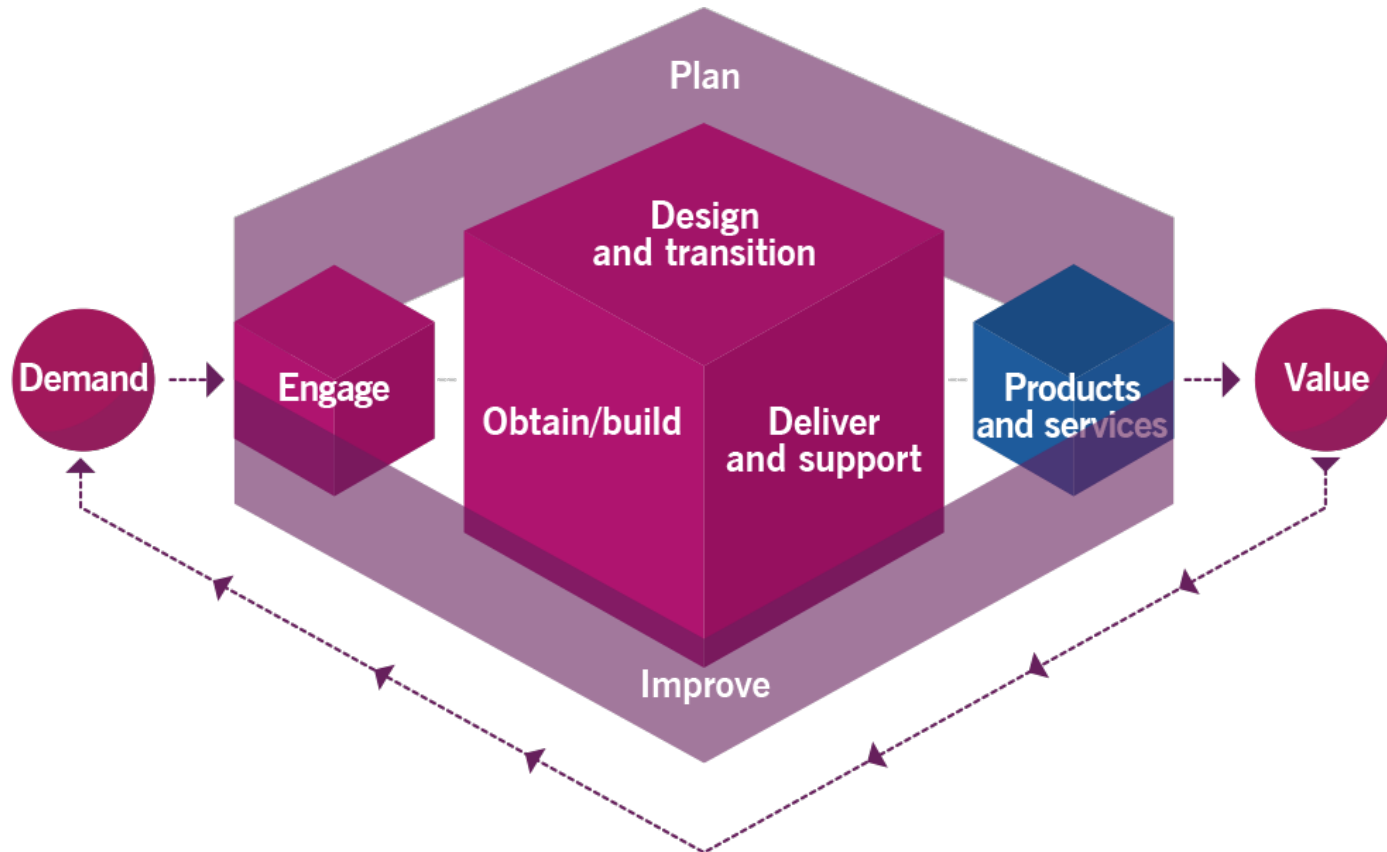 Plan
Design
and transition
Demand
Engage
Obtain/build
Deliver
and support
Products
and services
Value
Improve